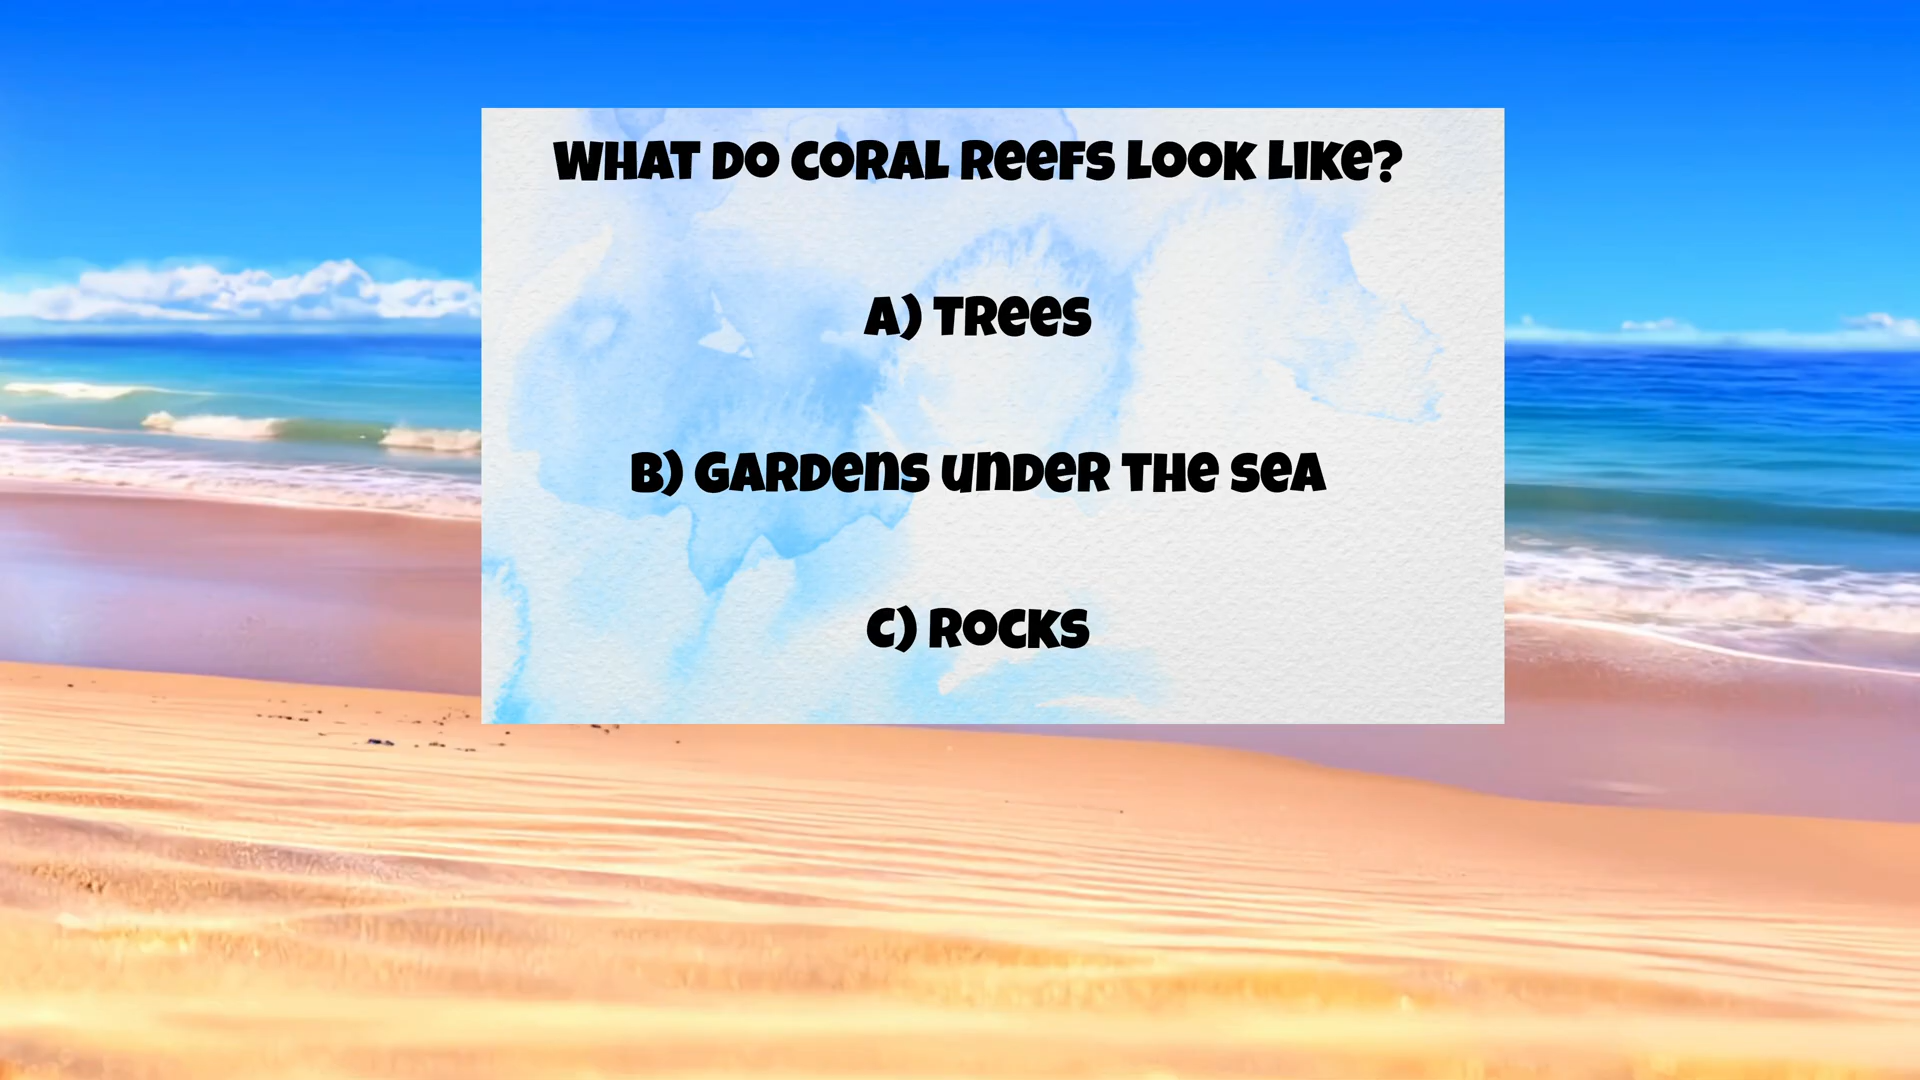 WHAT DO CORAL REEFS LOOK LIKE?
A) TREES
B) GARDENS UNDER THE SEA
C) ROCKS